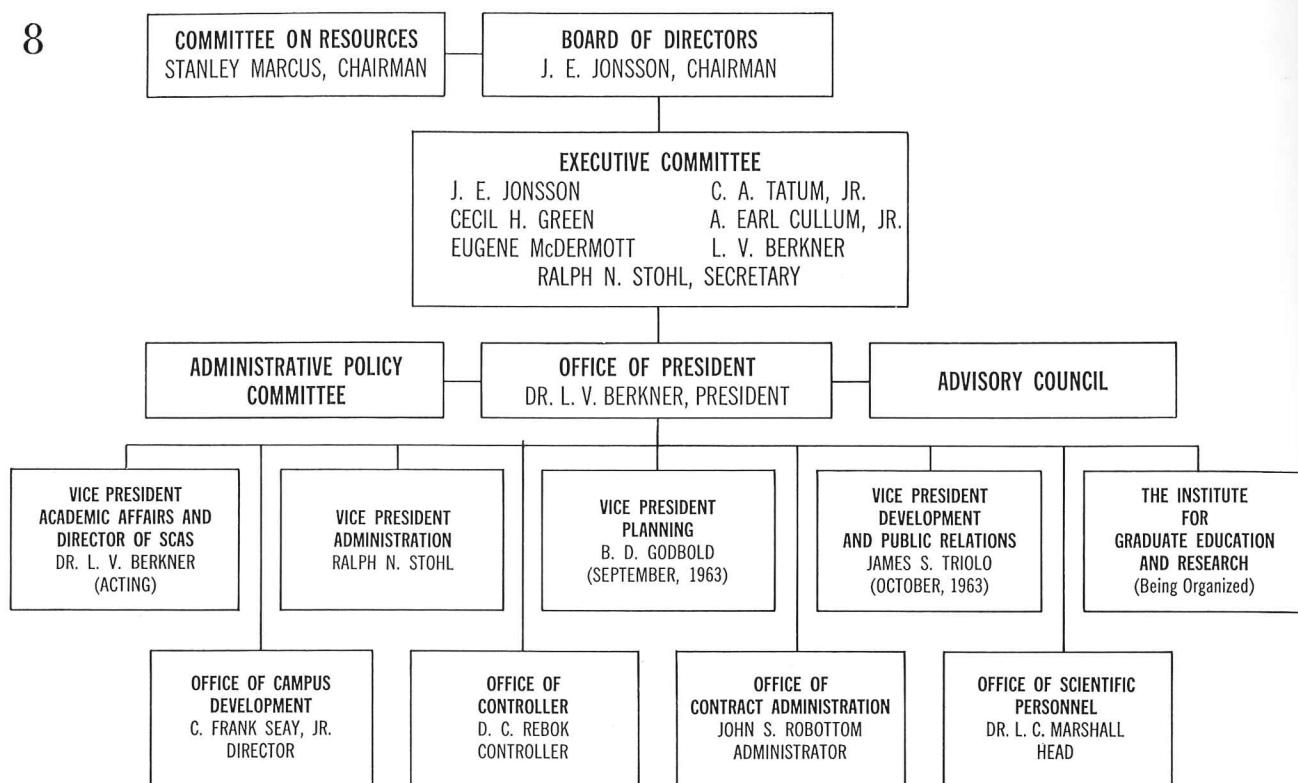 8
COMMITTEE ON RESOURCES
STANLEY MARCUS, CHAIRMAN
BOARD OF DIRECTORS
J. E. JONSSON, CHAIRMAN
EXECUTIVE COMMITTEE
J. E. JONSSON C. A. TATUM, JR.
CECIL H. GREEN A. EARL CULLUM, JR.
EUGENE McDERMOTT L. V. BERKNER
RALPH N. STOHL, SECRETARY
ADMINISTRATIVE POLICY
COMMITTEE
OFFICE OF PRESIDENT
DR. L. V. BERKNER, PRESIDENT
ADVISORY COUNCIL
VICE PRESIDENT
ACADEMIC AFFAIRS AND
DIRECTOR OF SCAS
DR. L. V. BERKNER
(ACTING)
VICE PRESIDENT
ADMINISTRATION
RALPH N. STOHL
VICE PRESIDENT
PLANNING
B. D. GODBOLD
(SEPTEMBER, 1963)
VICE PRESIDENT
DEVELOPMENT
AND PUBLIC RELATIONS
JAMES S. TRIOLO
(OCTOBER, 1963)
THE INSTITUTE
FOR
GRADUATE EDUCATION
AND RESEARCH
(Being Organized)
OFFICE OF CAMPUS
DEVELOPMENT
C. FRANK SEAY, JR.
DIRECTOR
OFFICE OF
CONTROLLER
D. C. REBOK
CONTROLLER
OFFICE OF
CONTRACT ADMINISTRATION
JOHN S. ROBOTTOM
ADMINISTRATOR
OFFICE OF SCIENTIFIC
PERSONNEL
DR. L. C. MARSHALL
HEAD